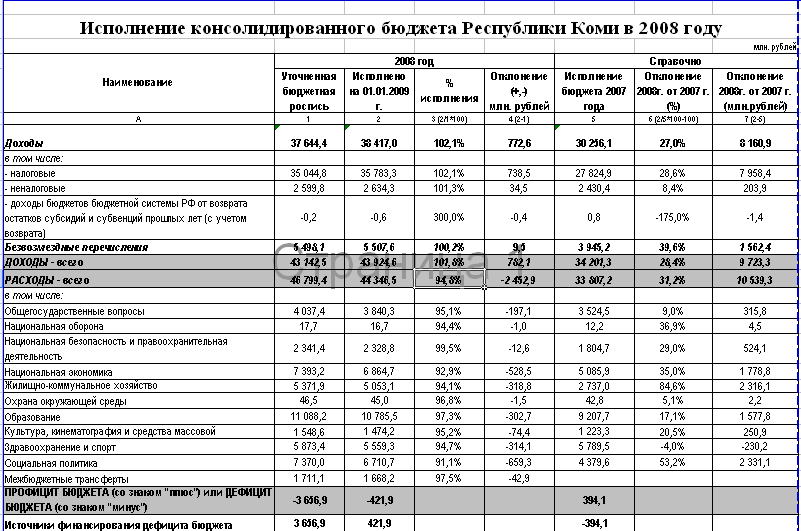 Исполнение консолидированного бюджета Республики Коми в 2008 году
млн. рублей
Наименование 2008 год Справочно
Уточненная бюджетная роспись Исполнено на 01.01.2009 г. % исполнения Отклонение (+,-) млн. рублей Исполнение бюджета 2007 года Отклонение 2008г. от 2007 г. (%) Отклонение 2008г. от 2007 г. (млн.рублей)
А 1 2 3 (2/1*100) 4 (2-1) 5 6 (2/5*100-100) 7 (2-5)
Доходы 37 644,4 38 417,0 102,1% 772,6 30 256,1 27,0% 8 160,9
в том числе:
- налоговые 35 044,8 35 783,3 102,1% 738,5 27 824,9 28,6% 7 958,4
- неналоговые 2 599,8 2 634,3 101,3% 34,5 2 430,4 8,4% 203,9
- доходы бюджетов бюджетной системы РФ от возврата
остатков субсидий и субвенций прошлых лет (с учетом
возврата) -0,2 -0,6 300,0% -0,4 0,8 -175,0% -1,4
Безвозмездные перечисления 5 498,1 5 507,6 100,2% 9,5 3 945,2 39,6% 1 562,4
ДОХОДЫ - всего 43 142,5 43 924,6 101,8% 782,1 34 201,3 28,4% 9 723,3
Страница 1
РАСХОДЫ - всего 46 799,4 44 346,5 94,8% -2 452,9 33 807,2 31,2% 10 539,3
в том числе:
Общегосударственные вопросы 4 037,4 3 840,3 95,1% -197,1 3 524,5 9,0% 315,8
Национальная оборона 17,7 16,7 94,4% -1,0 12,2 36,9% 4,5
Национальная безопасность и правоохранительная
деятельность 2 341,4 2 328,8 99,5% -12,6 1 804,7 29,0% 524,1
Национальная экономика 7 393,2 6 864,7 92,9% -528,5 5 085,9 35,0% 1 778,8
Жилищно-коммунальное хозяйство 5 371,9 5 053,1 94,1% -318,8 2 737,0 84,6% 2 316,1
Охрана окружающей среды 46,5 45,0 96,8% -1,5 42,8 5,1% 2,2
Образование 11 088,2 10 785,5 97,3% -302,7 9 207,7 17,1% 1 577,8
Культура, кинематография и средства массовой 1 548,6 1 474,2 95,2% -74,4 1 223,3 20,5% 250,9
Здравоохранение и спорт 5 873,4 5 559,3 94,7% -314,1 5 789,5 -4,0% -230,2
Социальная политика 7 370,0 6 710,7 91,1% -659,3 4 379,6 53,2% 2 331,1
Межбюджетные трансферты 1 711,1 1 668,2 97,5% -42,9
ПРОФИЦИТ БЮДЖЕТА (со знаком "плюс") или ДЕФИЦИТ
БЮДЖЕТА (со знаком "минус") -3 656,9 -421,9 394,1
Источники финансирования дефицита бюджета 3 656,9 421,9 -394,1